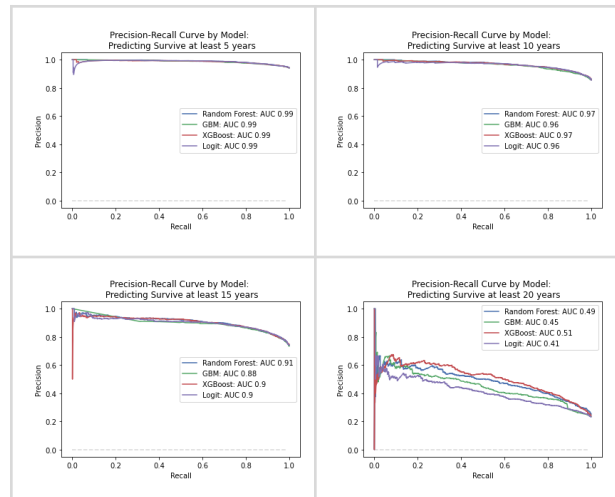 Precision-Recall Curve by Model:
Predicting Survive at least 5 years
1.0
0.8
0.6
0.4
0.2
0.0
Precision
Random Forest: AUC 0.99
GBM: AUC 0.99
XGBoost: AUC 0.99
Logit: AUC 0.99
0.0 0.2 0.4 0.6 0.8 1.0
Recall
Precision-Recall Curve by Model:
Predicting Survive at least 10 years
1.0
0.8
0.6
0.4
0.2
0.0
Precision
Random Forest: AUC 0.97
GBM: AUC 0.96
XGBoost: AUC 0.97
Logit: AUC 0.96
0.0 0.2 0.4 0.6 0.8 1.0
Recall
Precision-Recall Curve by Model:
Predicting Survive at least 15 years
1.0
0.8
0.6
0.4
0.2
0.0
Precision
Random Forest: AUC 0.91
GBM: AUC 0.88
XGBoost: AUC 0.9
Logit: AUC 0.9
0.0 0.2 0.4 0.6 0.8 1.0
Recall
Precision-Recall Curve by Model:
Predicting Survive at least 20 years
1.0
0.8
0.6
0.4
0.2
0.0
Precision
Random Forest: AUC 0.49
GBM: AUC 0.45
XGBoost: AUC 0.51
Logit: AUC 0.41
0.0 0.2 0.4 0.6 0.8 1.0
Recall